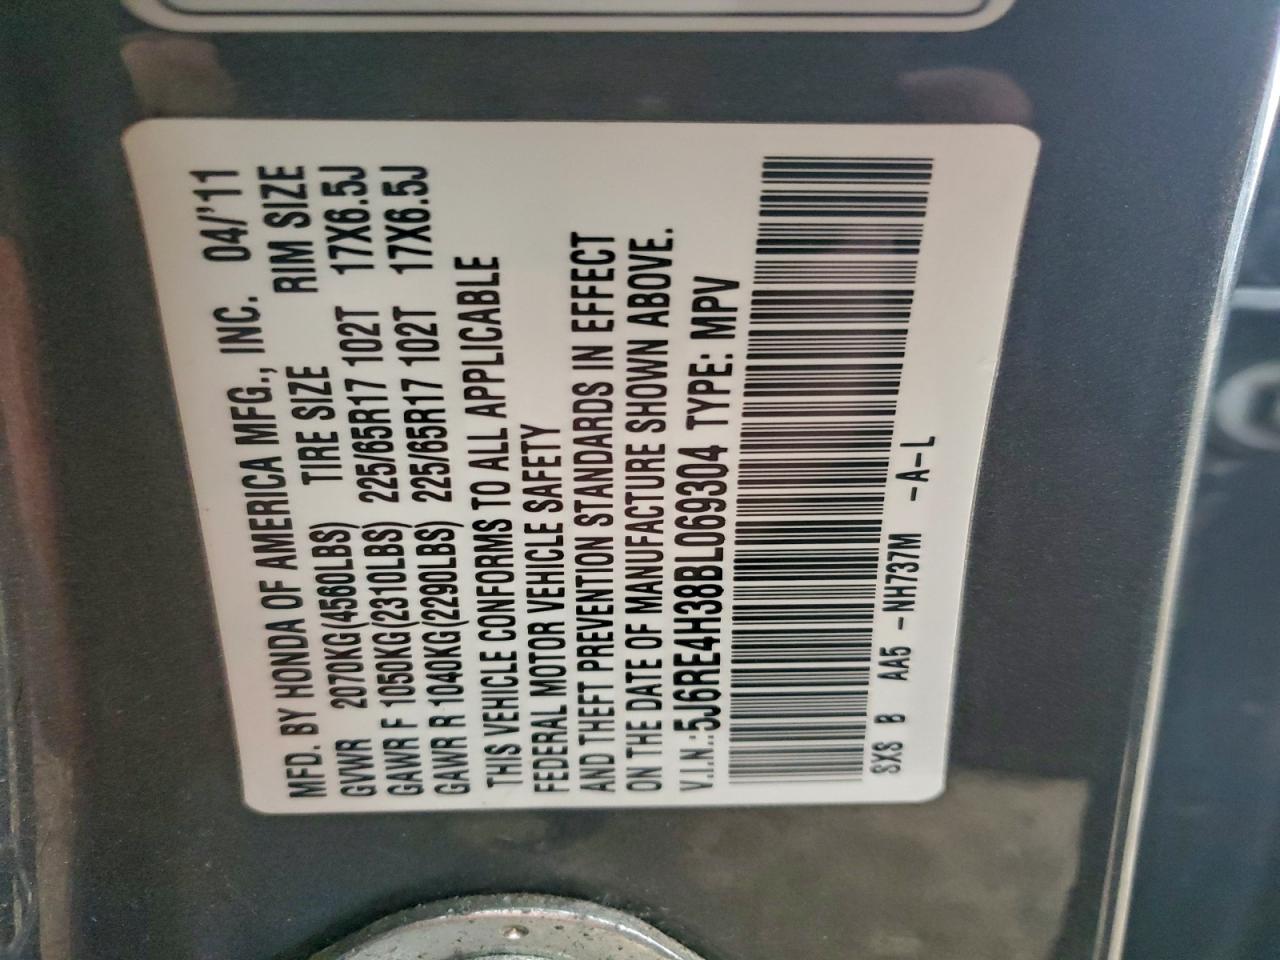 MFD. BY HONDA OF AMERICA MFG., INC. 04/'11
GVWR 2070KG(4560LBS) TIRE SIZE RIM SIZE
GAWR F 1050KG(2310LBS) 225/65R17 102T 17X6.5J
GAWR R 1040KG(2290LBS) 225/65R17 102T 17X6.5J
THIS VEHICLE CONFORMS TO ALL APPLICABLE
FEDERAL MOTOR VEHICLE SAFETY
AND THEFT PREVENTION STANDARDS IN EFFECT
ON THE DATE OF MANUFACTURE SHOWN ABOVE.
V.I.N.:5J6RE4H38BL069304 TYPE: MPV
SXS B AA5 -NH737M -A-L